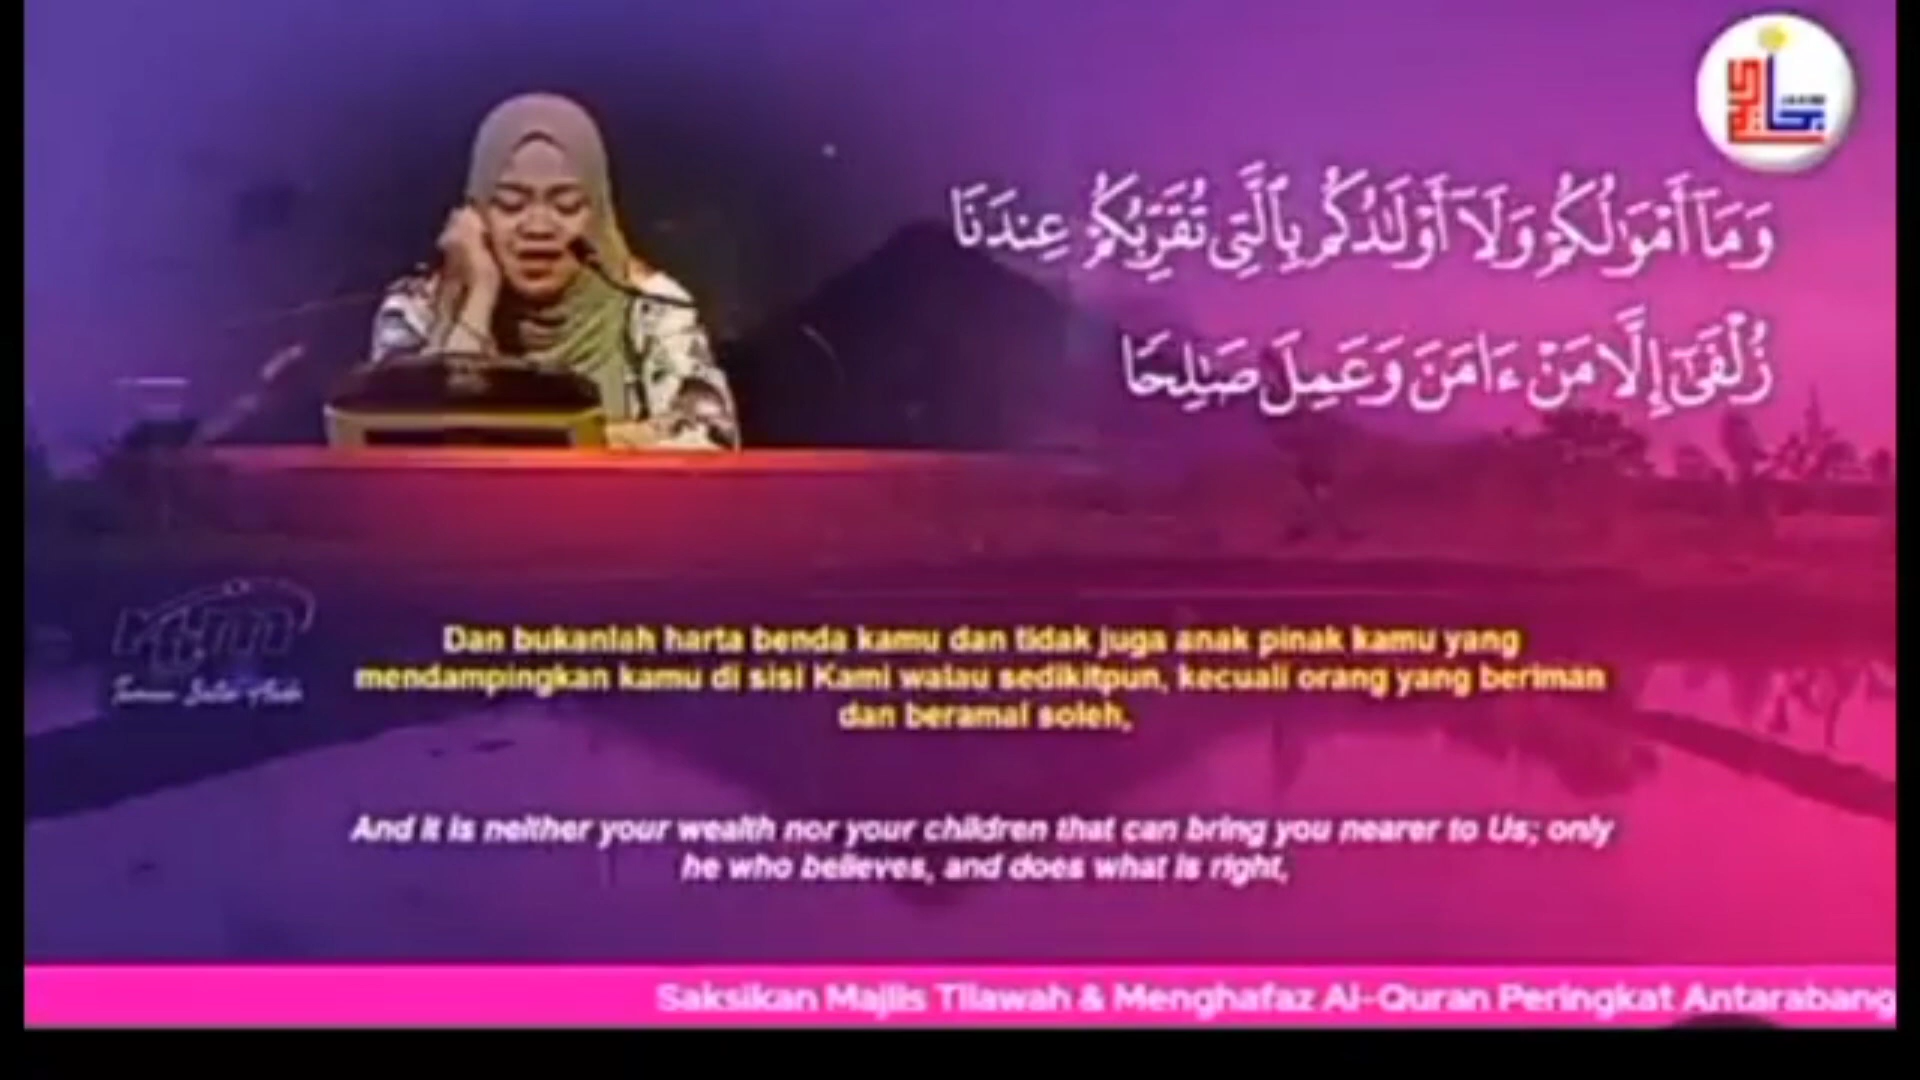 وَمَآ أَمْوَٰلُكُمْ وَلَآ أَوْلَـٰدُكُم بِٱلَّتِى تُقَرِّبُكُمْ عِندَنَا
زُلْفَىٰٓ إِلَّا مَنْ ءَامَنَ وَعَمِلَ صَـٰلِحًا
Dan bukanlah harta benda kamu dan tidak juga anak pinak kamu yang
mendampingkan kamu di sisi Kami walau sedikitpun, kecuali orang yang beriman
dan beramal soleh,
And it is neither your wealth nor your children that can bring you nearer to Us; only
he who believes, and does what is right,
Saksikan Majlis Tilawah & Menghafaz Al-Quran Peringkat Antarabang